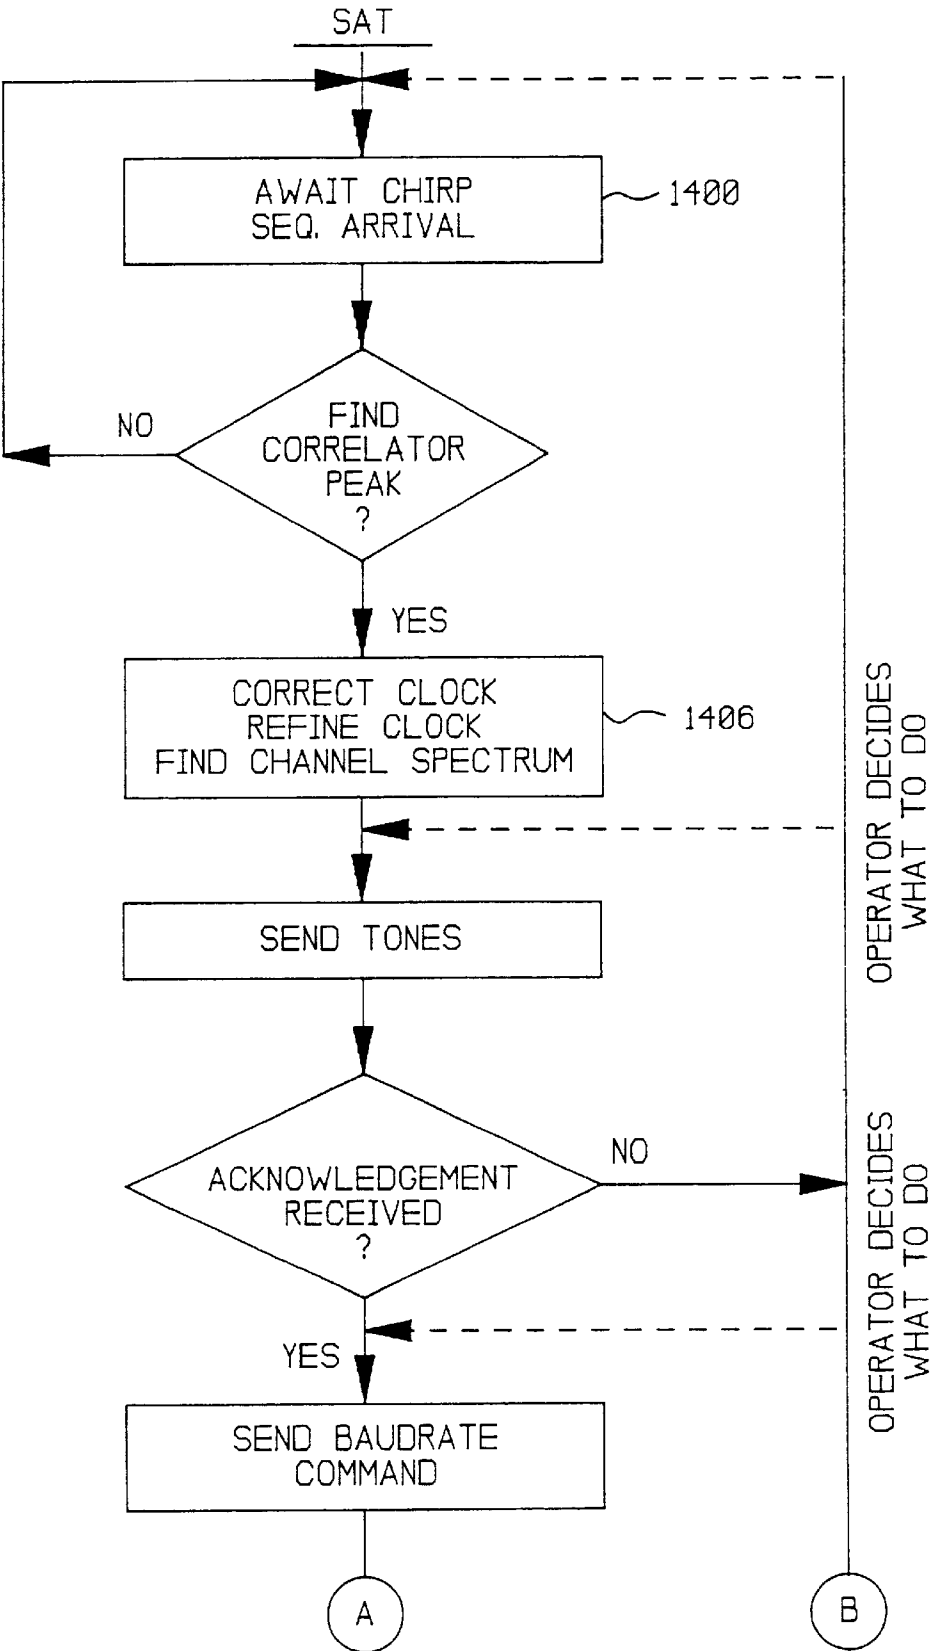 SAT
AWAIT CHIRP
SEQ. ARRIVAL
1400
FIND
CORRELATOR
PEAK
?
NO
YES
CORRECT CLOCK
REFINE CLOCK
FIND CHANNEL SPECTRUM
1406
OPERATOR DECIDES
WHAT TO DO
SEND TONES
ACKNOWLEDGEMENT
RECEIVED
?
NO
OPERATOR DECIDES
WHAT TO DO
YES
SEND BAUDRATE
COMMAND
A
B